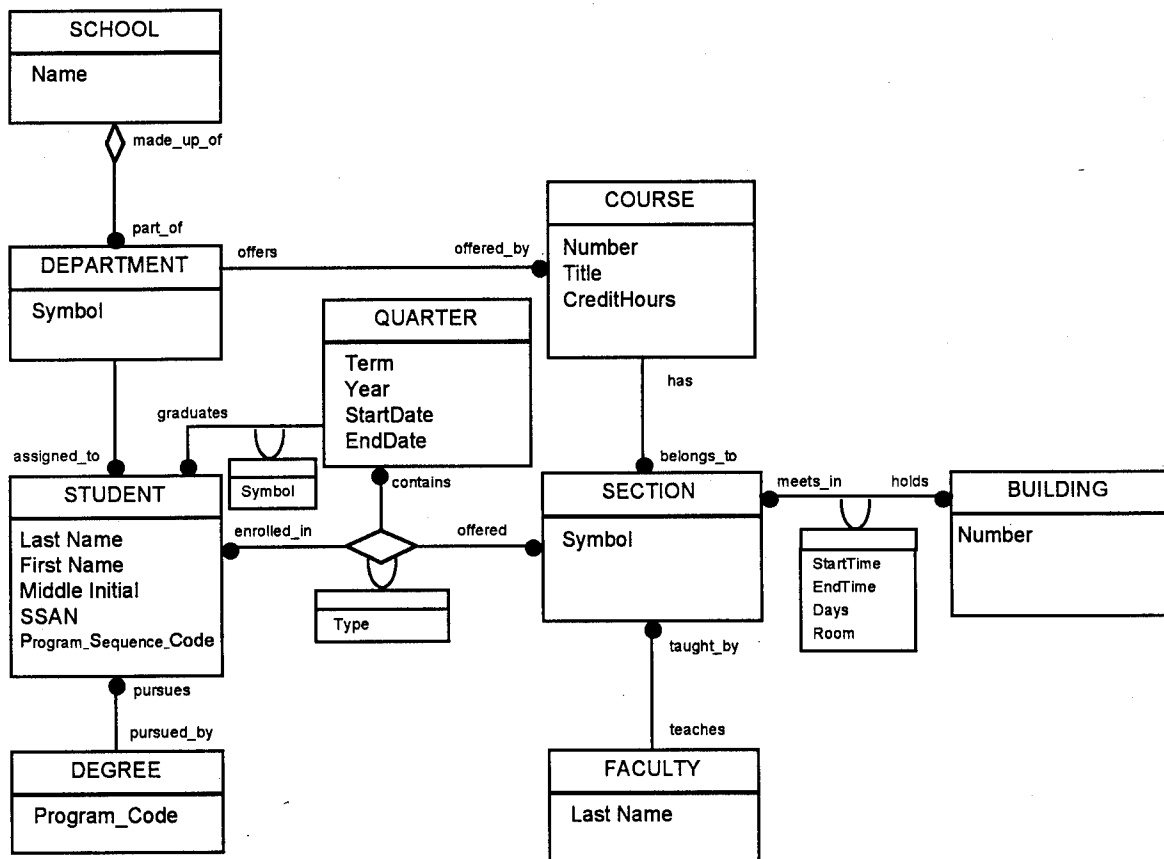 SCHOOL
Name
made_up_of
part_of
DEPARTMENT
Symbol
offers
offered_by
COURSE
Number
Title
CreditHours
QUARTER
Term
Year
StartDate
EndDate
graduates
Symbol
assigned_to
STUDENT
Last Name
First Name
Middle Initial
SSAN
Program_Sequence_Code
contains
enrolled_in
offered
Type
has
belongs_to
SECTION
Symbol
meets_in
holds
BUILDING
Number
StartTime
EndTime
Days
Room
pursues
pursued_by
DEGREE
Program_Code
taught_by
teaches
FACULTY
Last Name